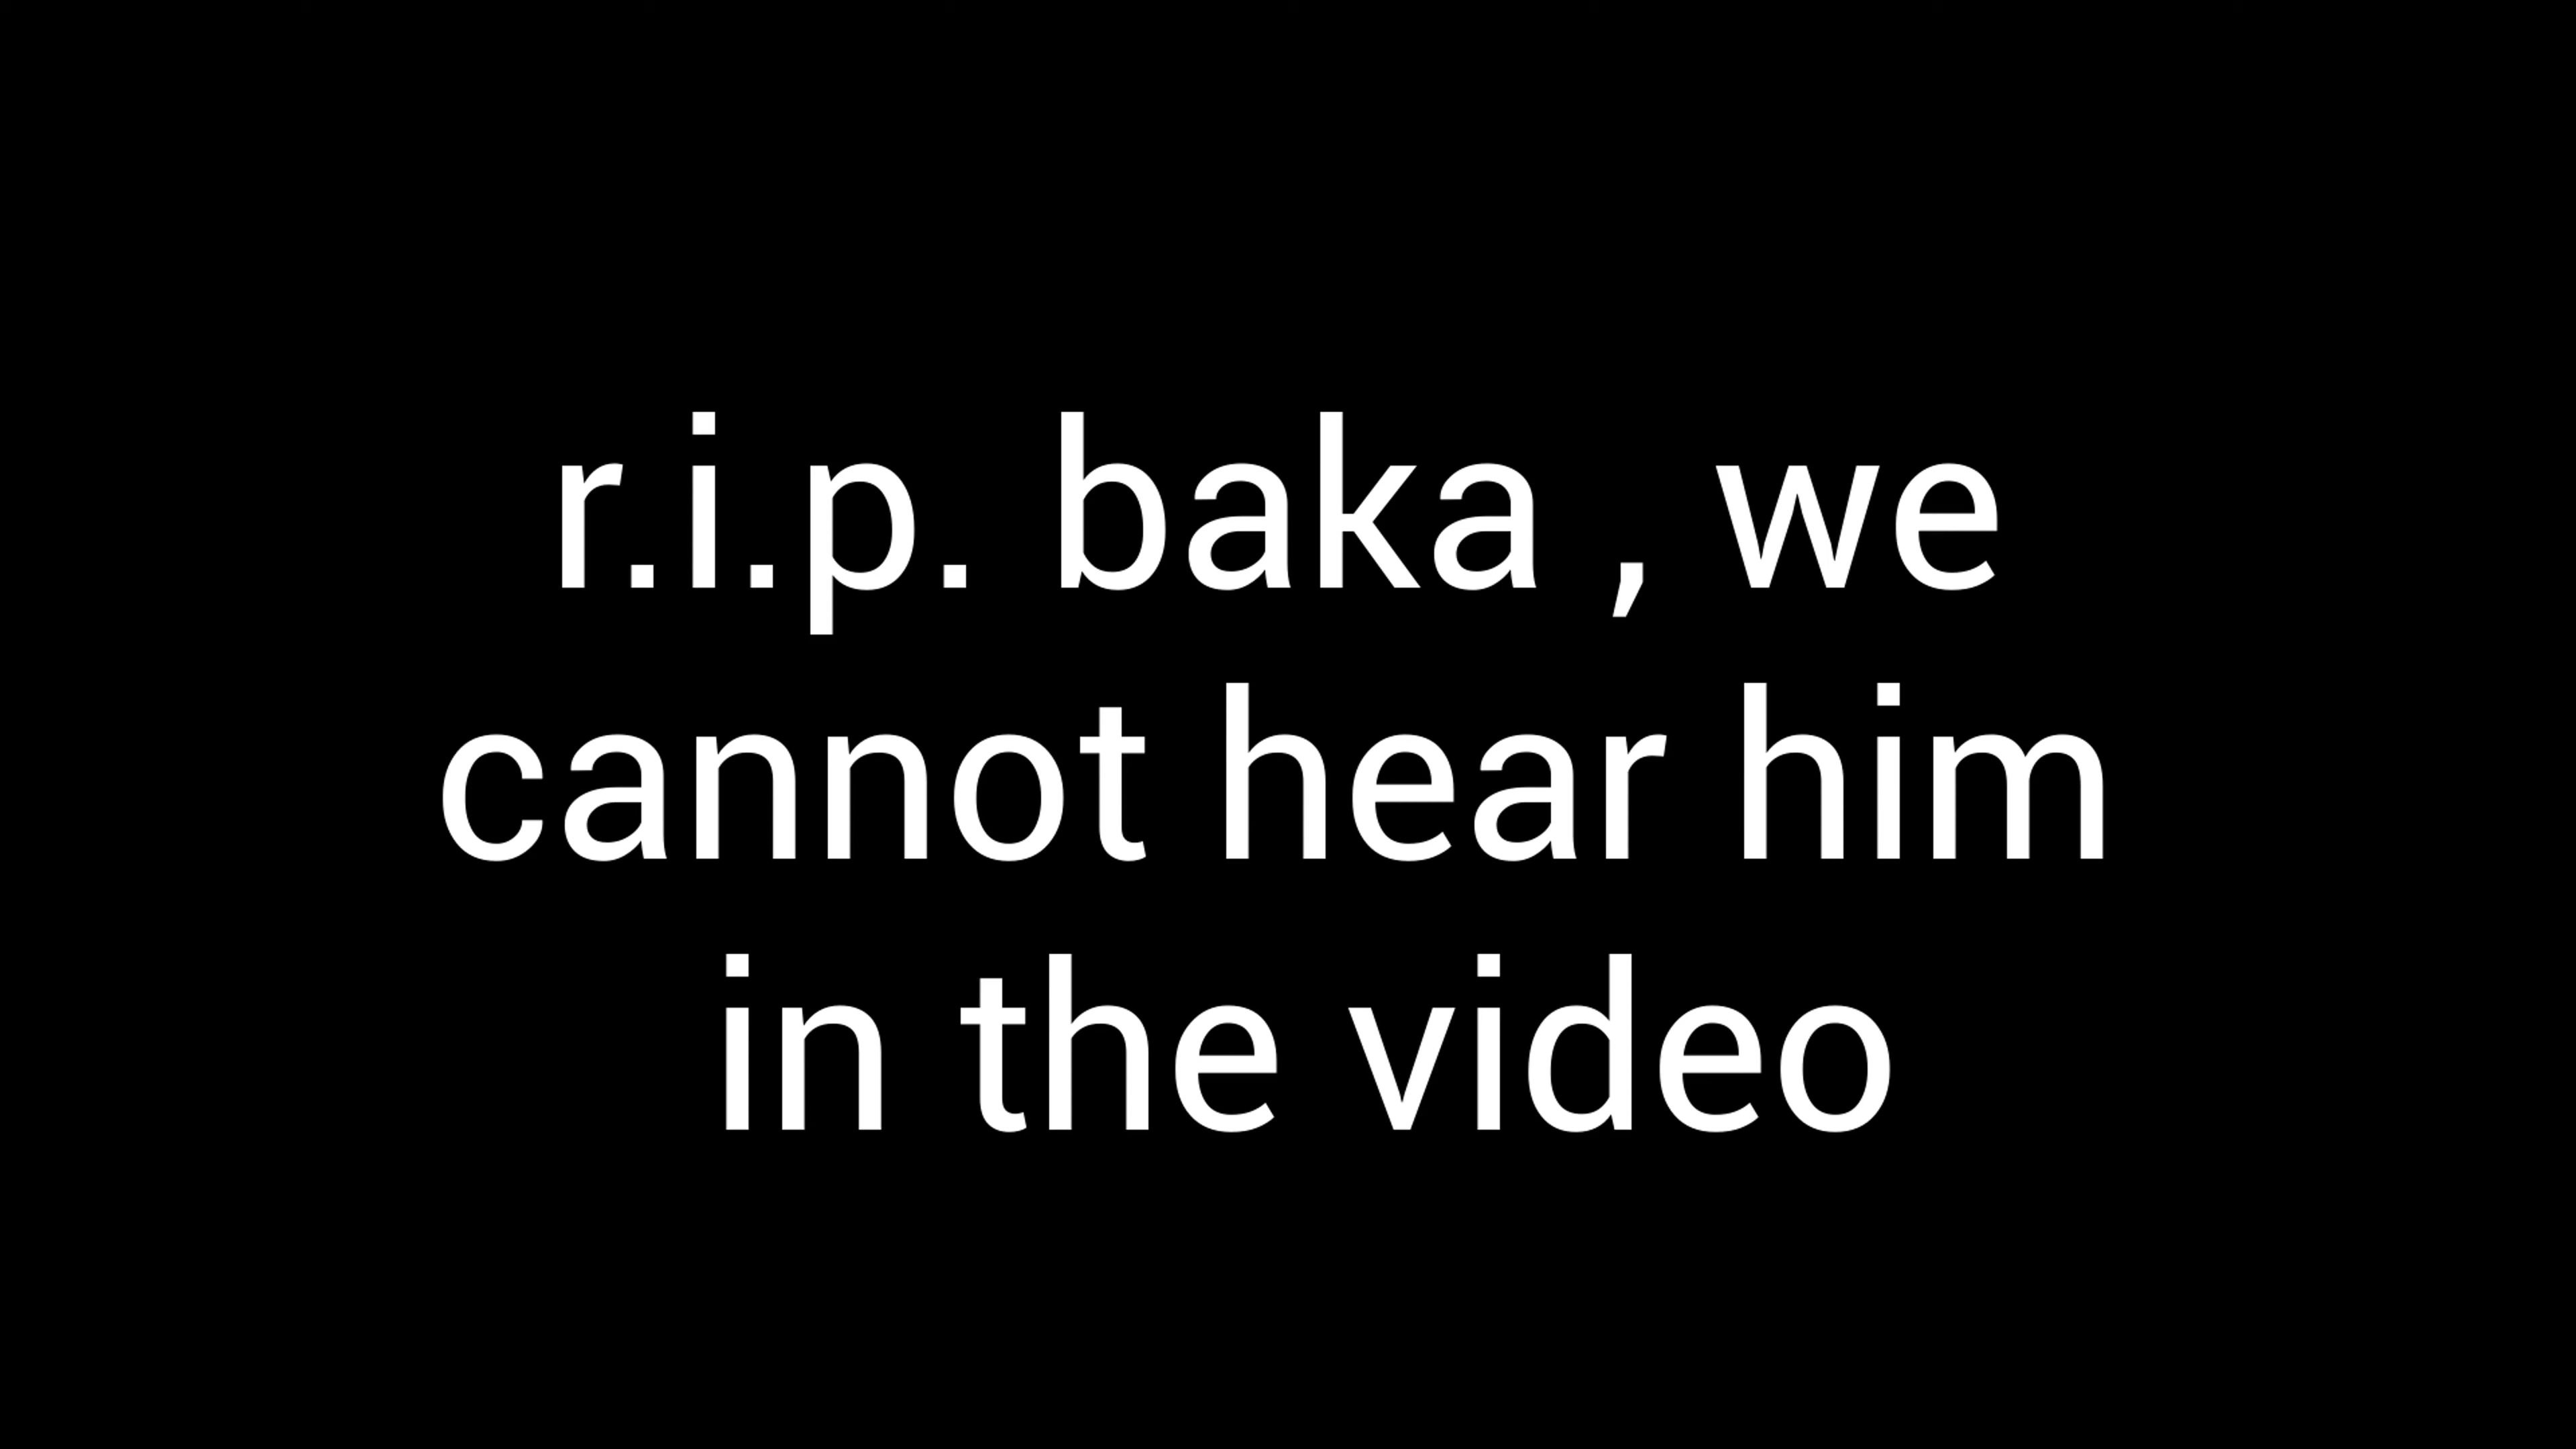 r.i.p. baka , we
cannot hear him
in the video